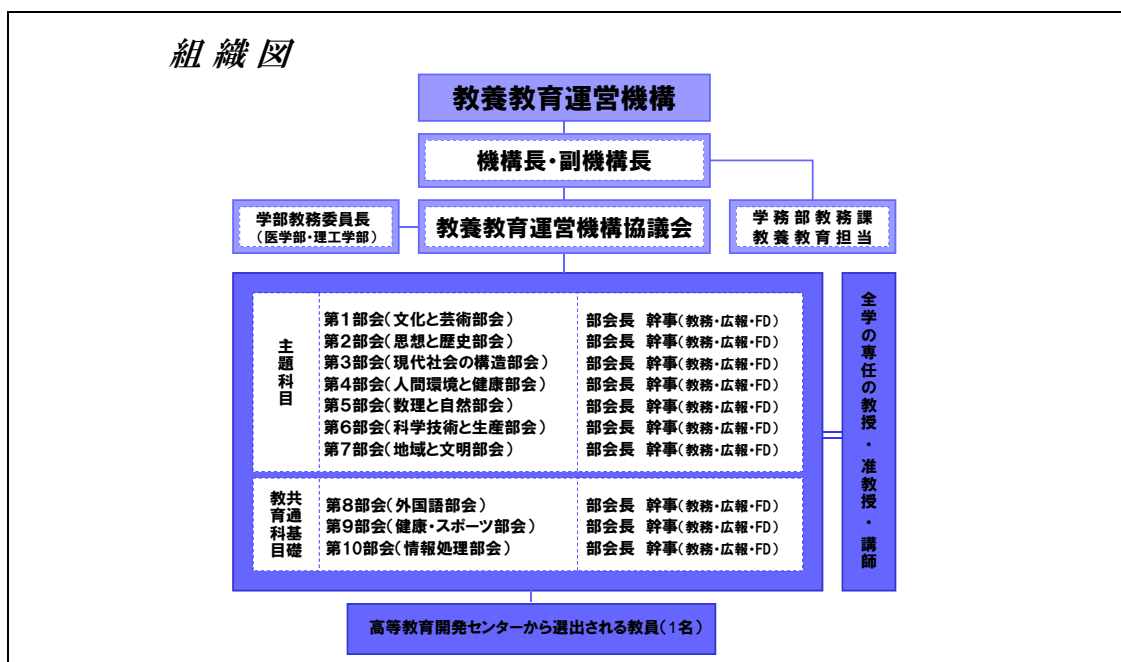 組織図
教養教育運営機構
機構長・副機構長
学部教務委員長
（医学部・理工学部）
教養教育運営機構協議会
学務部教務課
教養教育担当
主題科目
第1部会（文化と芸術部会）　部会長　幹事（教務・広報・FD）
第2部会（思想と歴史部会）　部会長　幹事（教務・広報・FD）
第3部会（現代社会の構造部会）　部会長　幹事（教務・広報・FD）
第4部会（人間環境と健康部会）　部会長　幹事（教務・広報・FD）
第5部会（数理と自然部会）　部会長　幹事（教務・広報・FD）
第6部会（科学技術と生産部会）　部会長　幹事（教務・広報・FD）
第7部会（地域と文明部会）　部会長　幹事（教務・広報・FD）
共通基礎
教育科目
第8部会（外国語部会）　部会長　幹事（教務・広報・FD）
第9部会（健康・スポーツ部会）　部会長　幹事（教務・広報・FD）
第10部会（情報処理部会）　部会長　幹事（教務・広報・FD）
全学の専任の教授・准教授・講師
高等教育開発センターから選出される教員（1名）